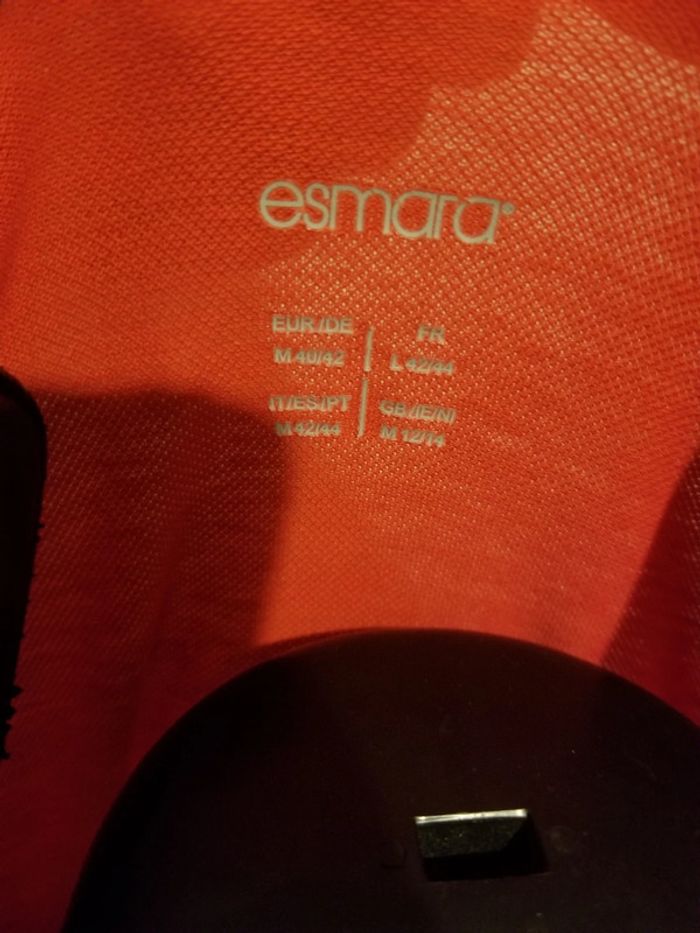 esmara®
EUR/DE | FR
M 40/42 | L 42/44
IT/ES/PT | GB/IE/NI
M 42/44 | M 12/14